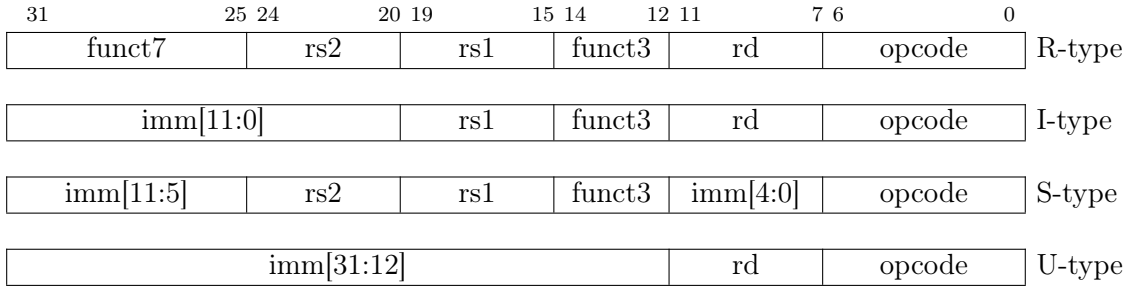 31 25 24 20 19 15 14 12 11 7 6 0
funct7 rs2 rs1 funct3 rd opcode R-type
imm[11:0] rs1 funct3 rd opcode I-type
imm[11:5] rs2 rs1 funct3 imm[4:0] opcode S-type
imm[31:12] rd opcode U-type